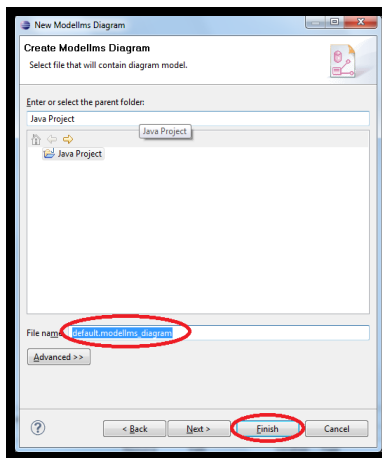 New Modellms Diagram
Create Modellms Diagram
Select file that will contain diagram model.
Enter or select the parent folder:
Java Project
Java Project
Java Project
File name: default.modellms_diagram
Advanced >>
< Back Next > Finish Cancel